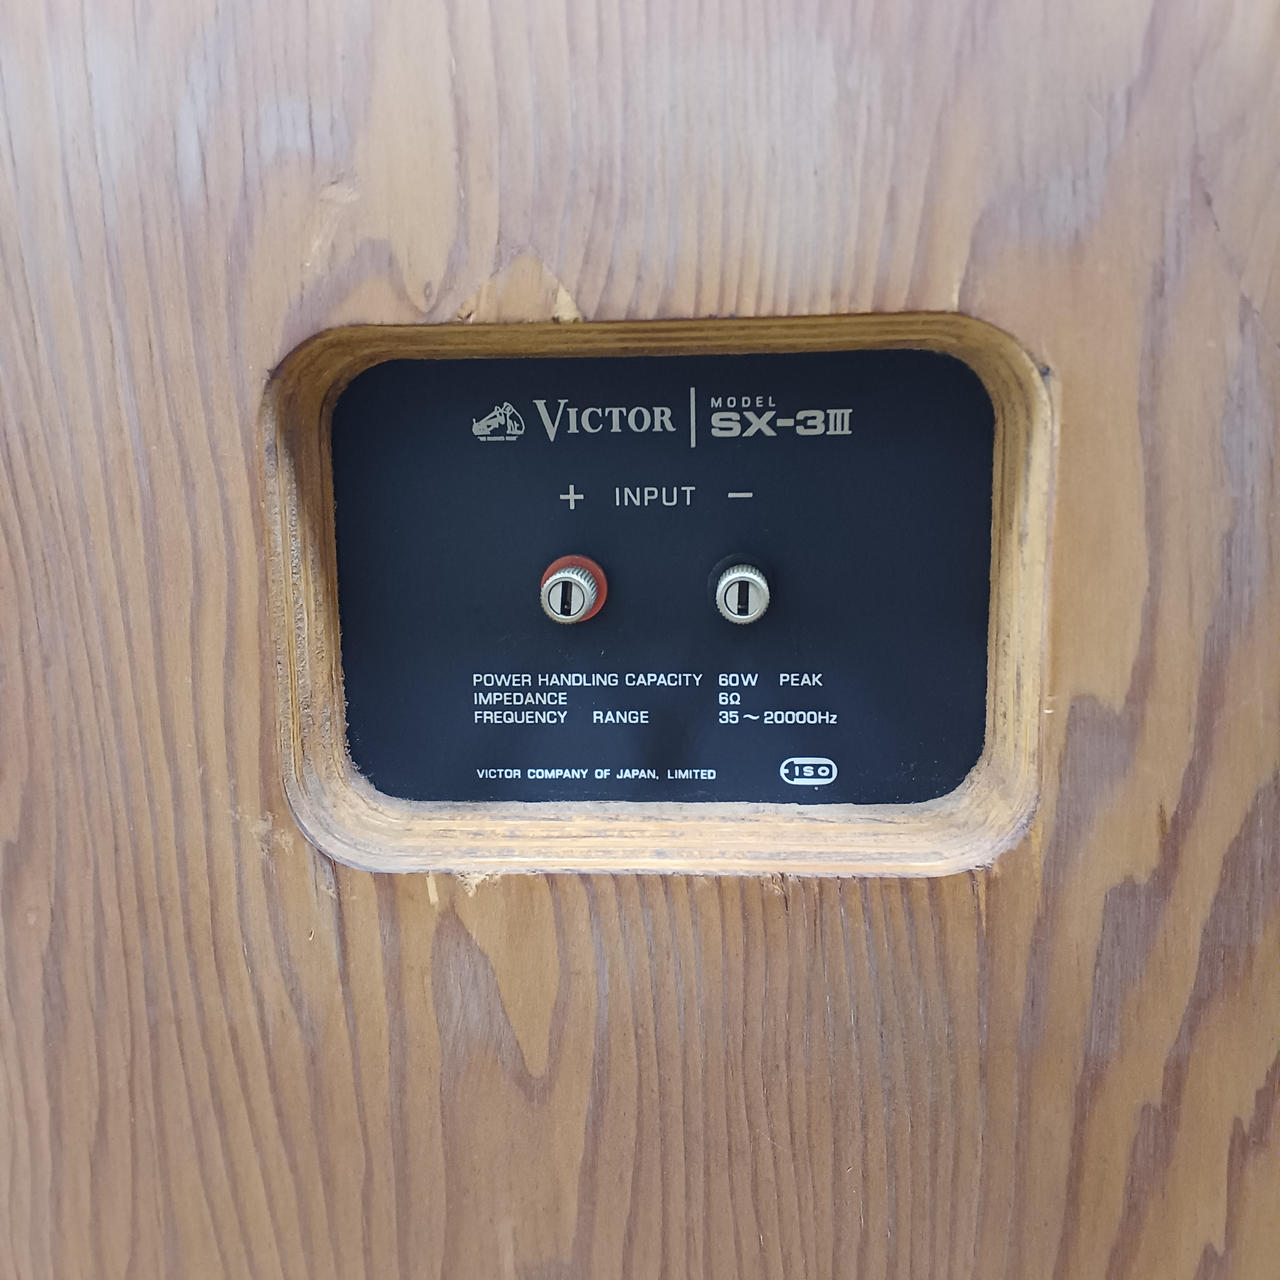 VICTOR | MODEL SX-3III
+ INPUT −
POWER HANDLING CAPACITY 60W PEAK
IMPEDANCE 6Ω
FREQUENCY RANGE 35～20000Hz
VICTOR COMPANY OF JAPAN, LIMITED ISO